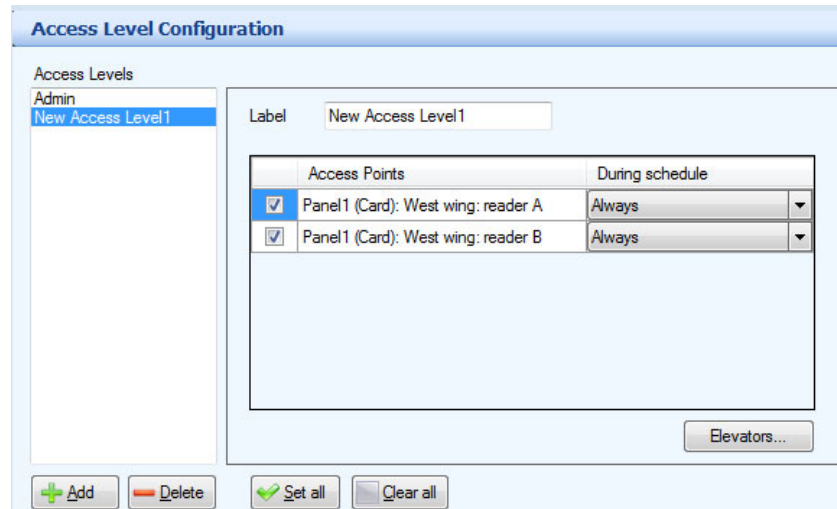 Access Level Configuration
Access Levels
Admin
New Access Level1
Label New Access Level1
Access Points During schedule
Panel1 (Card): West wing: reader A Always
Panel1 (Card): West wing: reader B Always
Elevators...
Add Delete Set all Clear all